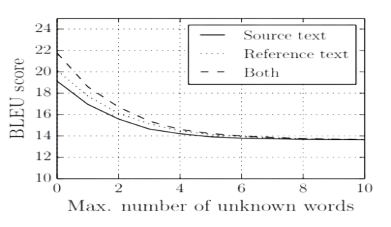 24
22
20
18
16
14
12
10
BLEU score
Source text
Reference text
Both
0 2 4 6 8 10
Max. number of unknown words